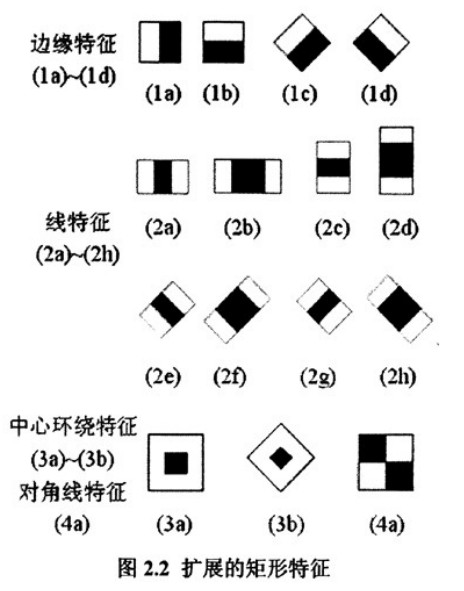 边缘特征
(1a)~(1d)
(1a) (1b) (1c) (1d)
线特征
(2a)~(2h)
(2a) (2b) (2c) (2d)
(2e) (2f) (2g) (2h)
中心环绕特征
(3a)~(3b)
对角线特征
(4a)
(3a) (3b) (4a)
图 2.2 扩展的矩形特征